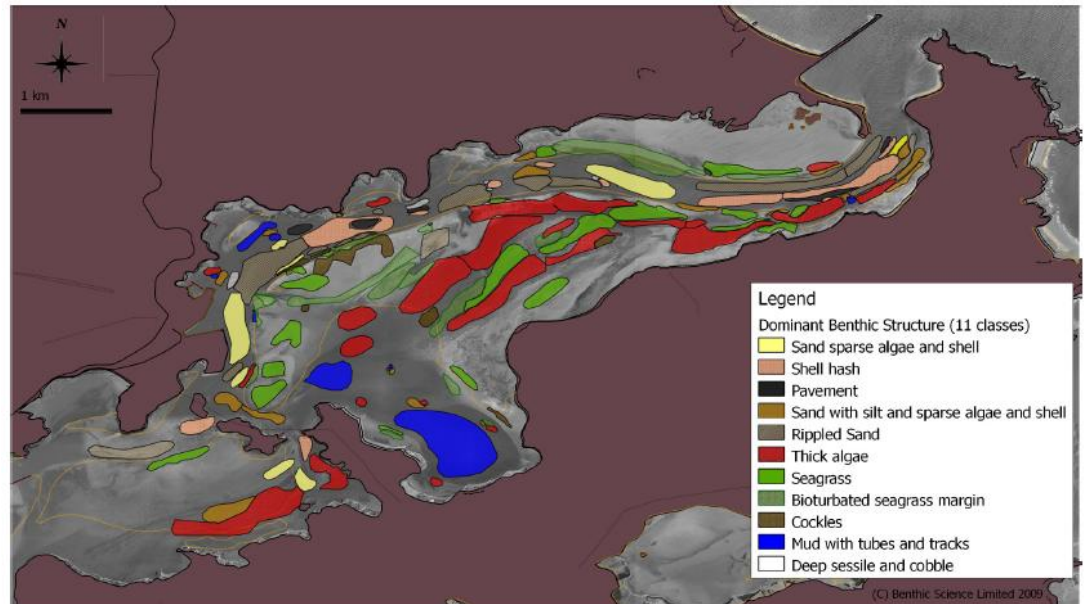 N
1 km
Legend
Dominant Benthic Structure (11 classes)
Sand sparse algae and shell
Shell hash
Pavement
Sand with silt and sparse algae and shell
Rippled Sand
Thick algae
Seagrass
Bioturbated seagrass margin
Cockles
Mud with tubes and tracks
Deep sessile and cobble
(C) Benthic Science Limited 2009